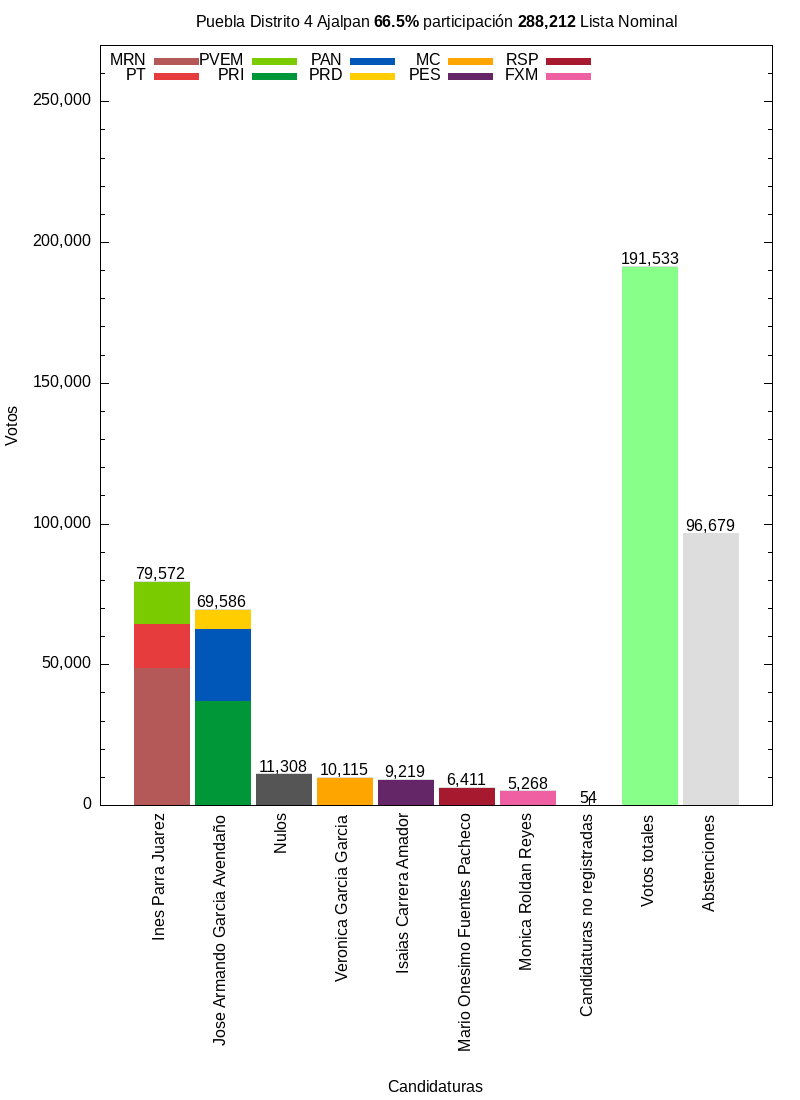 Puebla Distrito 4 Ajalpan 66.5% participación 288,212 Lista Nominal
MRN PVEM PAN MC RSP
PT PRI PRD PES FXM
Votos
250,000
200,000
150,000
100,000
50,000
0
79,572
69,586
11,308
10,115
9,219
6,411
5,268
54
191,533
96,679
Ines Parra Juarez
Jose Armando Garcia Avendaño
Nulos
Veronica Garcia Garcia
Isaias Carrera Amador
Mario Onesimo Fuentes Pacheco
Monica Roldan Reyes
Candidaturas no registradas
Votos totales
Abstenciones
Candidaturas